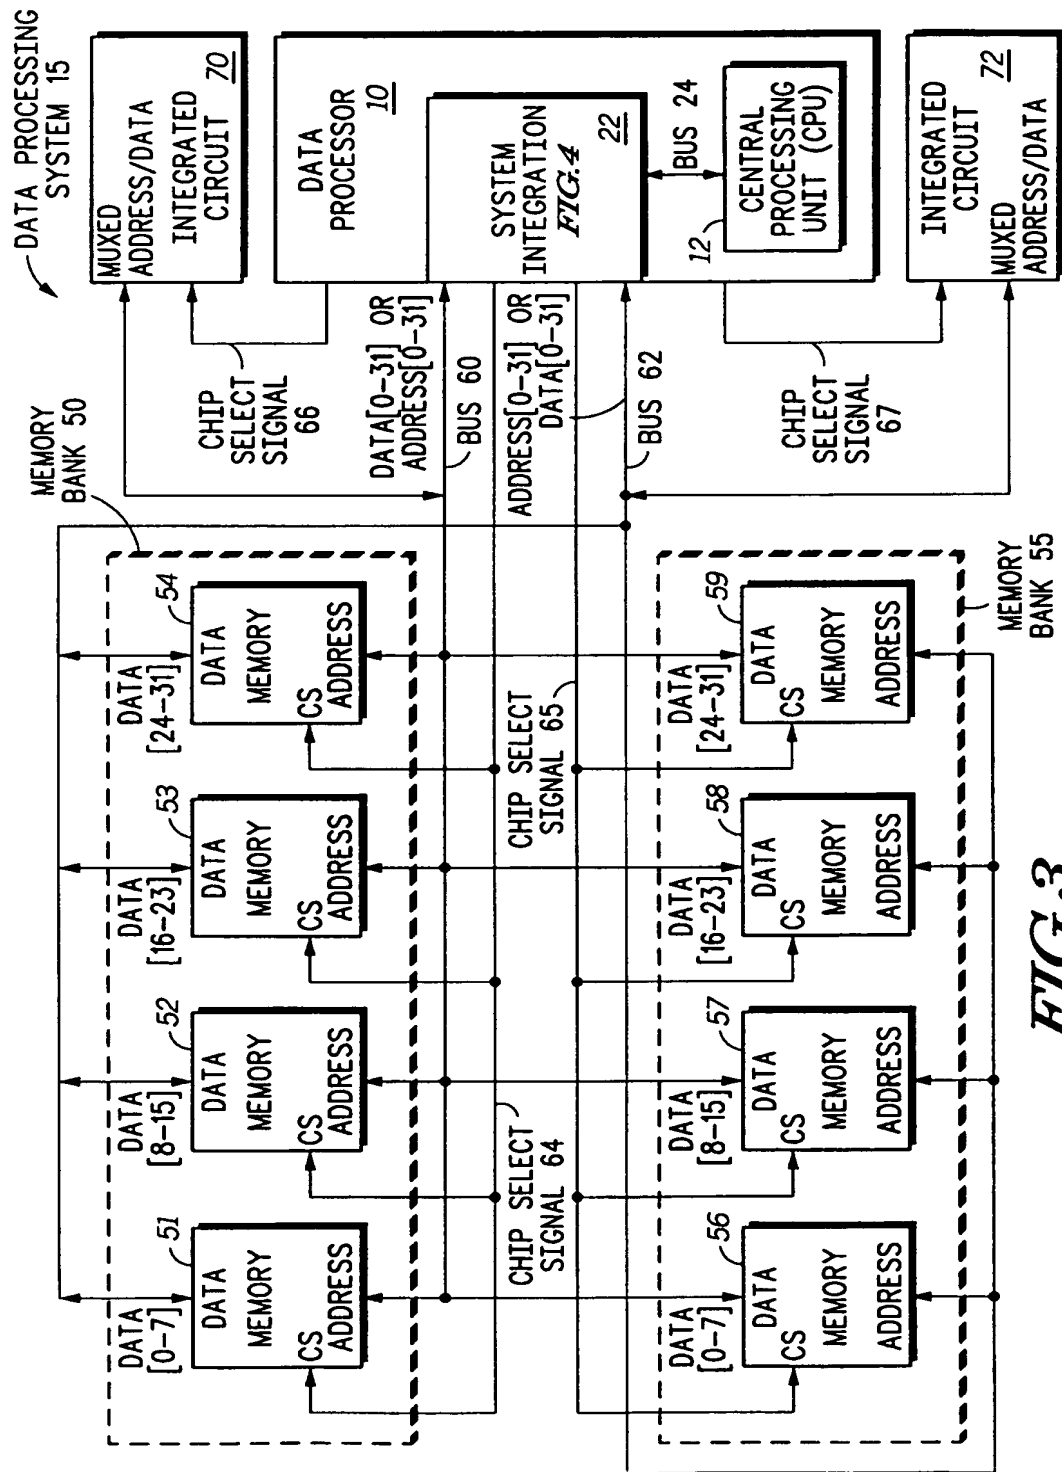 DATA PROCESSING
SYSTEM 15
MEMORY
BANK 50
MUXED
ADDRESS/DATA
INTEGRATED
CIRCUIT
70
CHIP
SELECT
SIGNAL
66
DATA
PROCESSOR
10
SYSTEM
INTEGRATION
FIG.4
22
BUS 24
12
CENTRAL
PROCESSING
UNIT (CPU)
DATA[0-31] OR
ADDRESS[0-31]
BUS 60
ADDRESS[0-31] OR
DATA[0-31]
BUS 62
CHIP
SELECT
SIGNAL
67
INTEGRATED
CIRCUIT
72
MUXED
ADDRESS/DATA
DATA
[0-7]
51
DATA
MEMORY
CS
ADDRESS
DATA
[8-15]
52
DATA
MEMORY
CS
ADDRESS
DATA
[16-23]
53
DATA
MEMORY
CS
ADDRESS
DATA
[24-31]
54
DATA
MEMORY
CS
ADDRESS
CHIP SELECT
SIGNAL 64
CHIP SELECT
SIGNAL 65
DATA
[0-7]
56
DATA
CS
MEMORY
ADDRESS
DATA
[8-15]
57
DATA
CS
MEMORY
ADDRESS
DATA
[16-23]
58
DATA
CS
MEMORY
ADDRESS
DATA
[24-31]
59
DATA
CS
MEMORY
ADDRESS
MEMORY
BANK 55
FIG.3